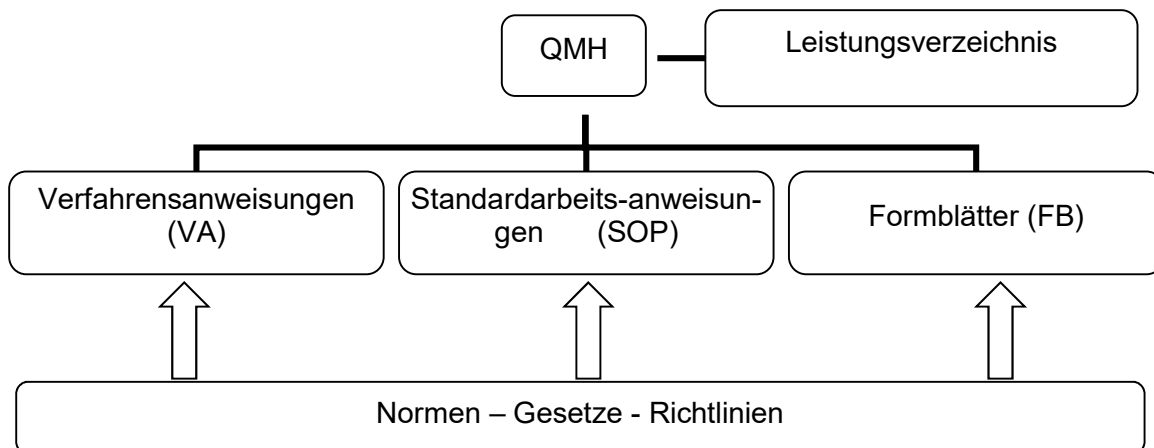 QMH
Leistungsverzeichnis
Verfahrensanweisungen
(VA)
Standardarbeits-anweisun-
gen (SOP)
Formblätter (FB)
Normen – Gesetze - Richtlinien